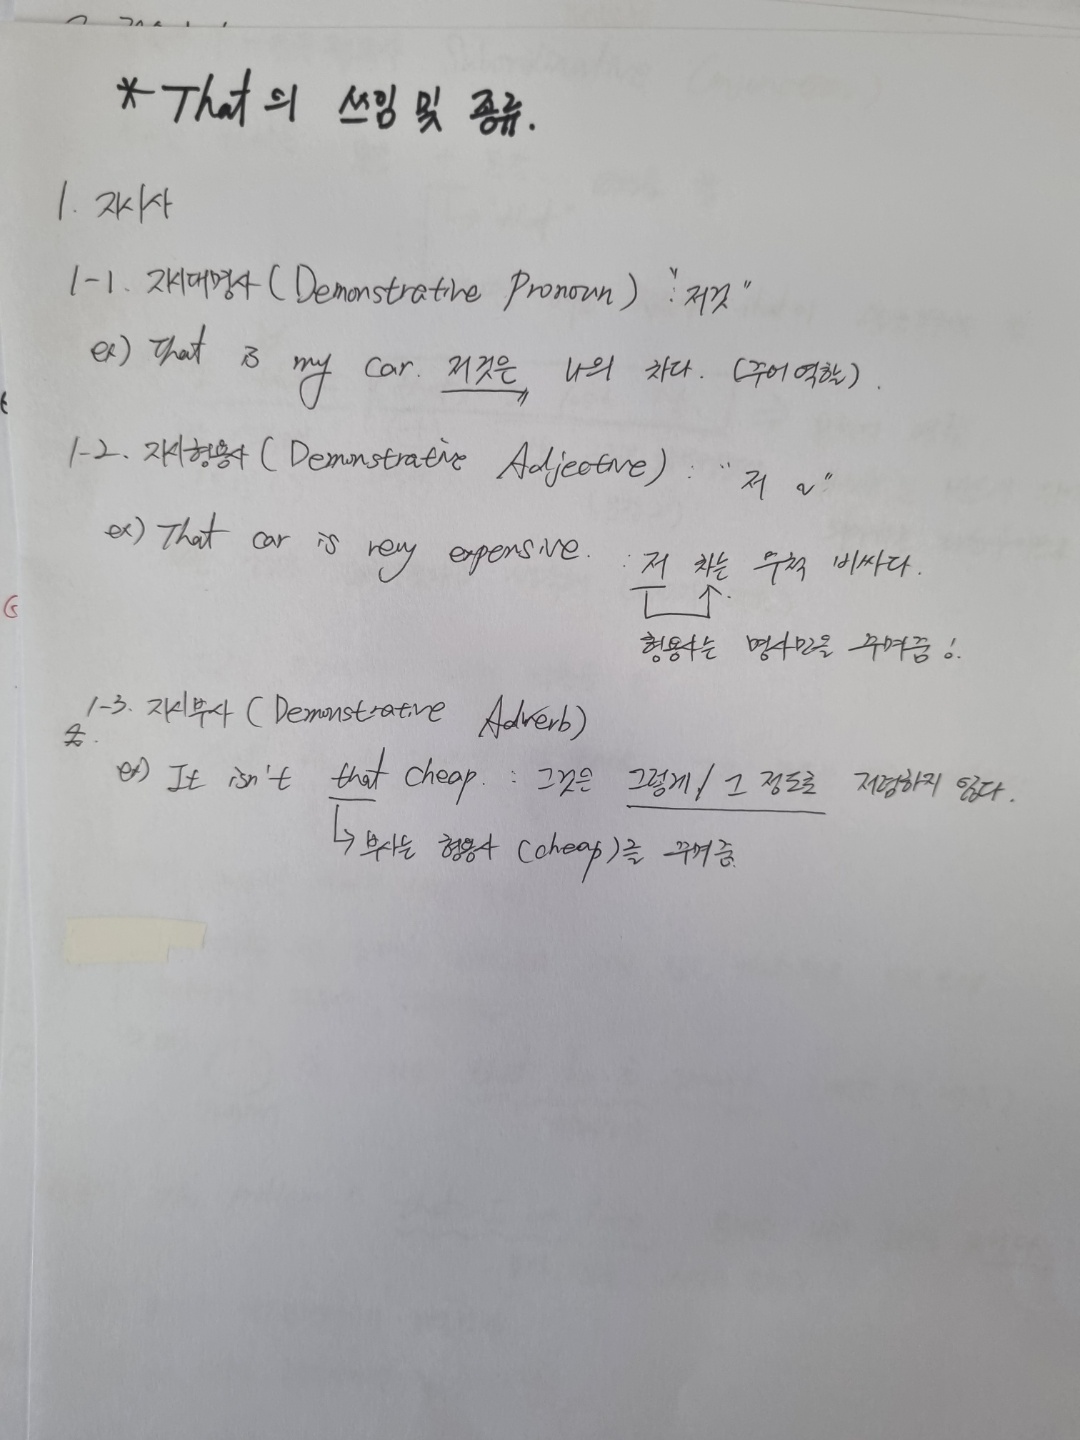 * That의 쓰임 및 종류.
1. 지시사
1-1. 지시대명사 (Demonstrative Pronoun) : "저것"
ex) That is my car. 저것은 나의 차다. (주어 역할).
1-2. 지시형용사 (Demonstrative Adjective) : "저 ~"
ex) That car is very expensive. : 저 차는 무척 비싸다.
형용사는 명사만을 꾸며줌!.
1-3. 지시부사 (Demonstrative Adverb)
ex) It isn't that cheap. : 그것은 그렇게/그 정도로 저렴하지 않다.
↳ 부사는 형용사 (cheap)를 꾸며줌.